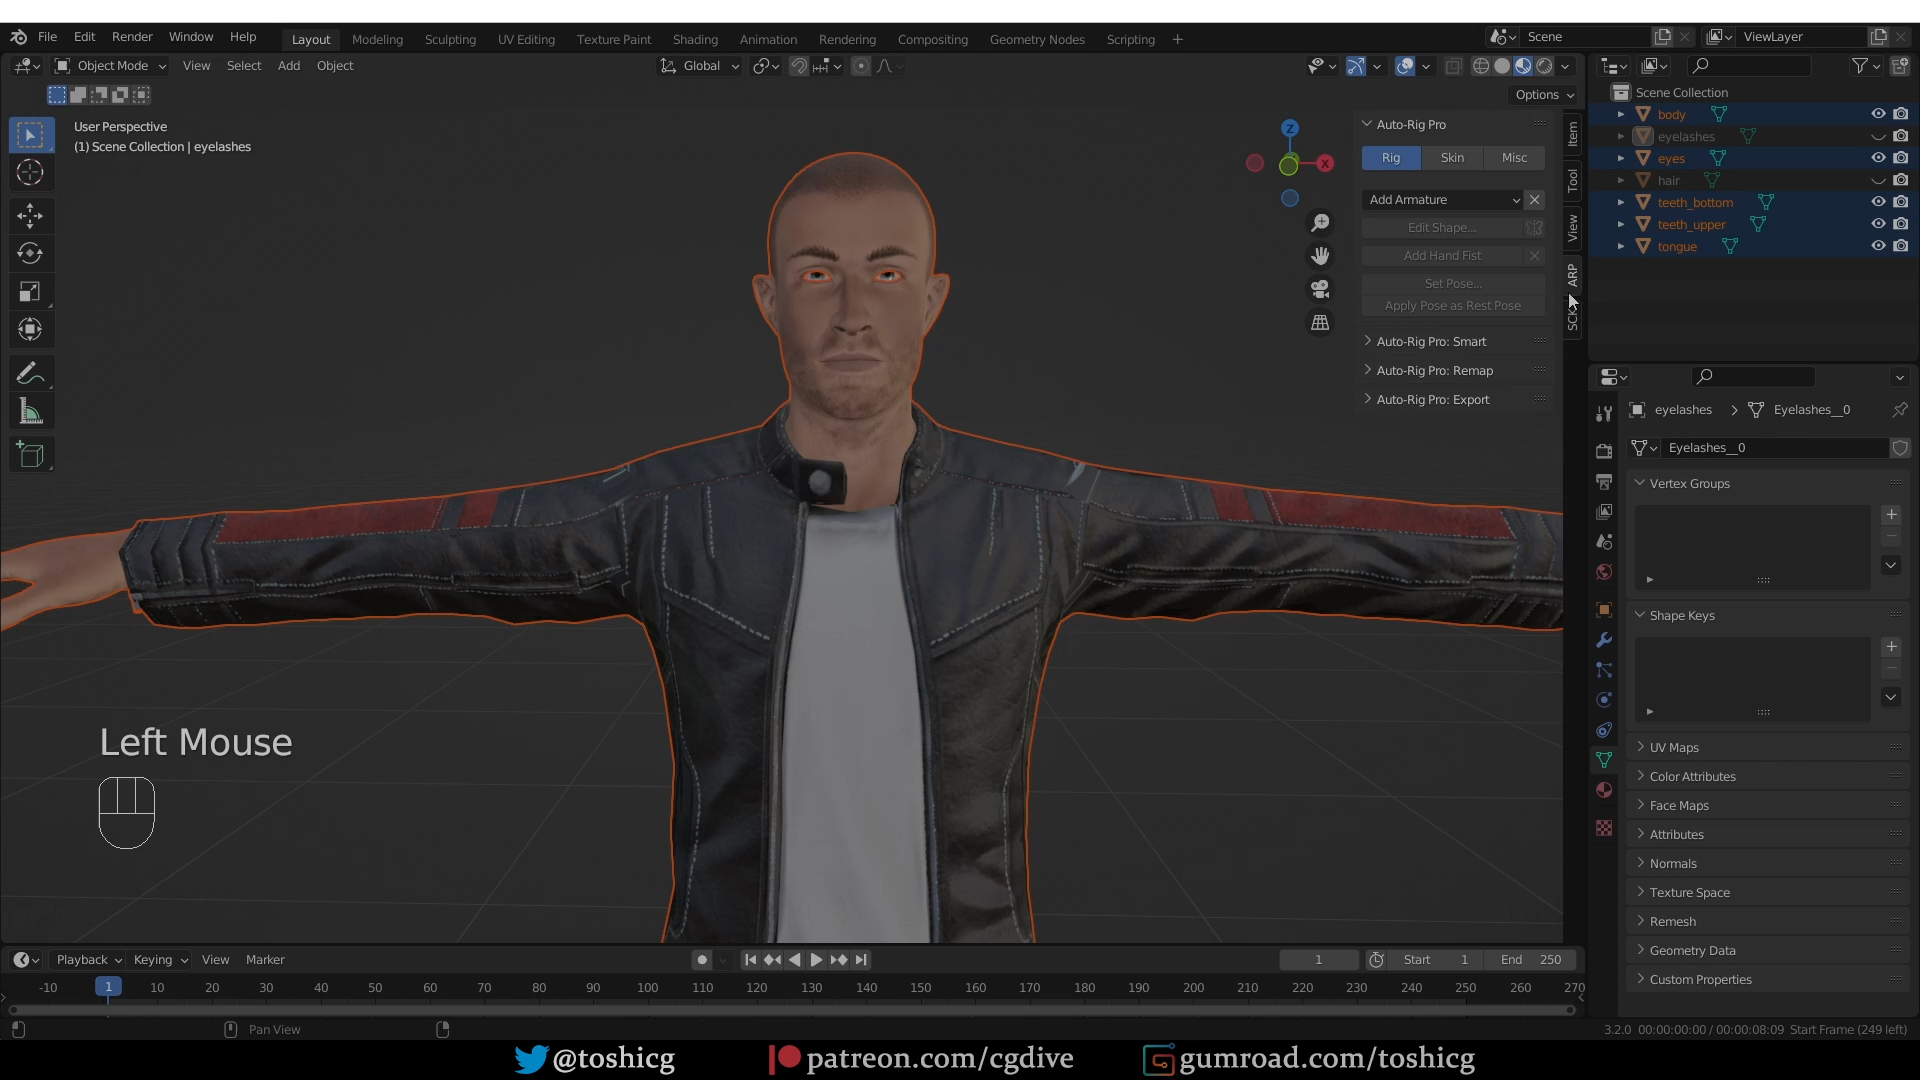 File Edit Render Window Help
Layout Modeling Sculpting UV Editing Texture Paint Shading Animation Rendering Compositing Geometry Nodes Scripting +
Scene
ViewLayer
Object Mode View Select Add Object
Global
Options
User Perspective
(1) Scene Collection | eyelashes
Z
X
Auto-Rig Pro
Rig Skin Misc
Add Armature
Edit Shape...
Add Hand Fist
Set Pose...
Apply Pose as Rest Pose
Auto-Rig Pro: Smart
Auto-Rig Pro: Remap
Auto-Rig Pro: Export
Item
Tool
View
ARP
Scene Collection
body
eyelashes
eyes
hair
teeth_bottom
teeth_upper
tongue
eyelashes > Eyelashes__0
Eyelashes__0
Vertex Groups
Shape Keys
UV Maps
Color Attributes
Face Maps
Attributes
Normals
Texture Space
Remesh
Geometry Data
Custom Properties
Left Mouse
Playback Keying View Marker
1 Start 1 End 250
-10 1 10 20 30 40 50 60 70 80 90 100 110 120 130 140 150 160 170 180 190 200 210 220 230 240 250 260 270
Pan View
3.2.0 00:00:00:00 / 00:00:08:09 Start Frame (249 left)
@toshicg patreon.com/cgdive gumroad.com/toshicg